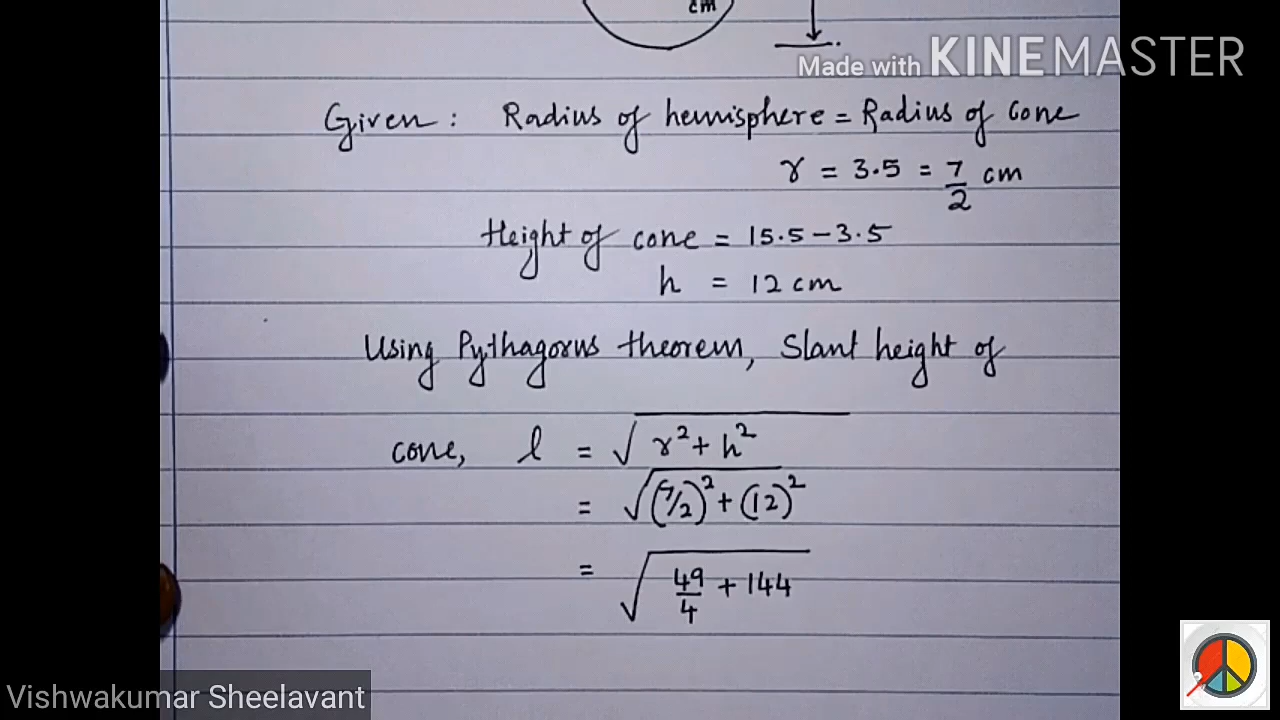 cm
Made with KINEMASTER
Given : Radius of hemisphere = Radius of cone
r = 3.5 = 7/2 cm
Height of cone = 15.5 - 3.5
h = 12 cm
Using Pythagorus theorem, Slant height of
cone, l = √r² + h²
= √(7/2)² + (12)²
= √49/4 + 144
Vishwakumar Sheelavant